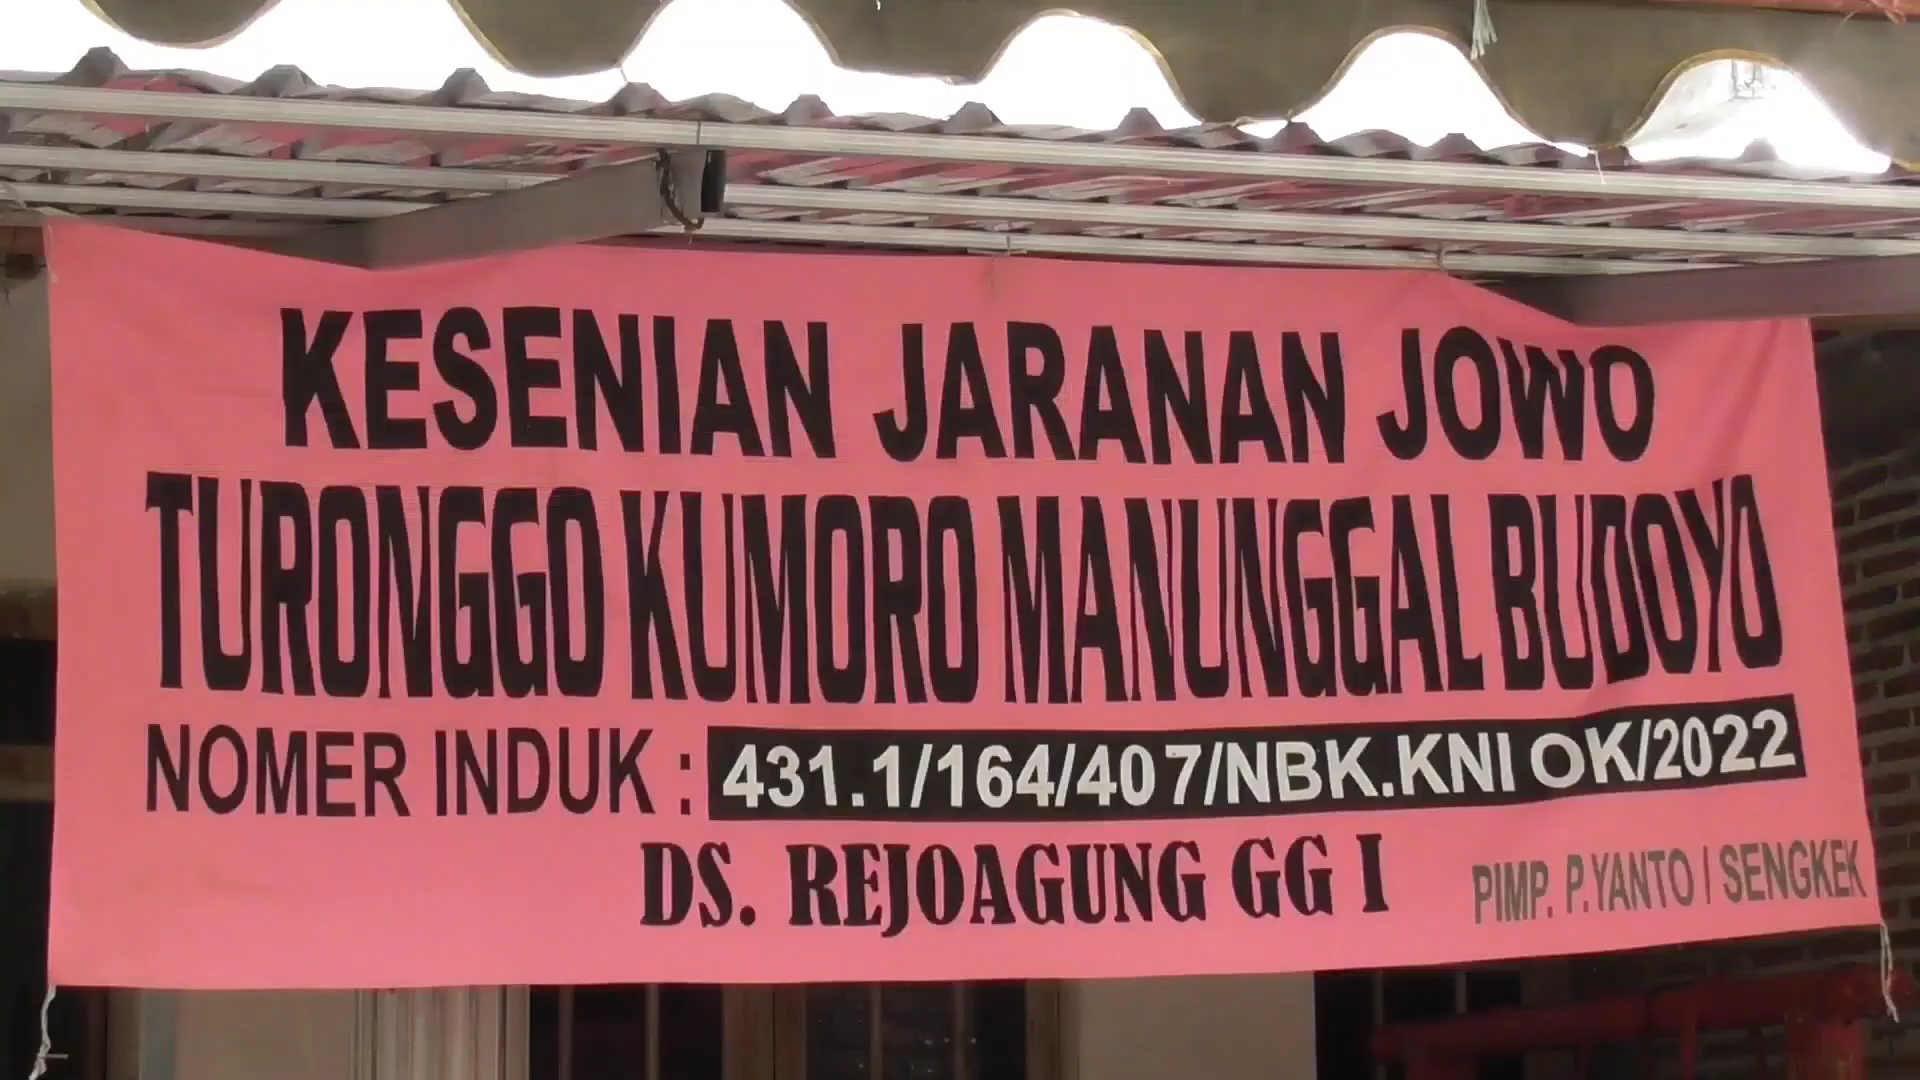 KESENIAN JARANAN JOWO
TURONGGO KUMORO MANUNGGAL BUDOYO
NOMER INDUK : 431.1/164/407/NBK.KNI OK/2022
DS. REJOAGUNG GG I
PIMP. P.YANTO / SENGKEK